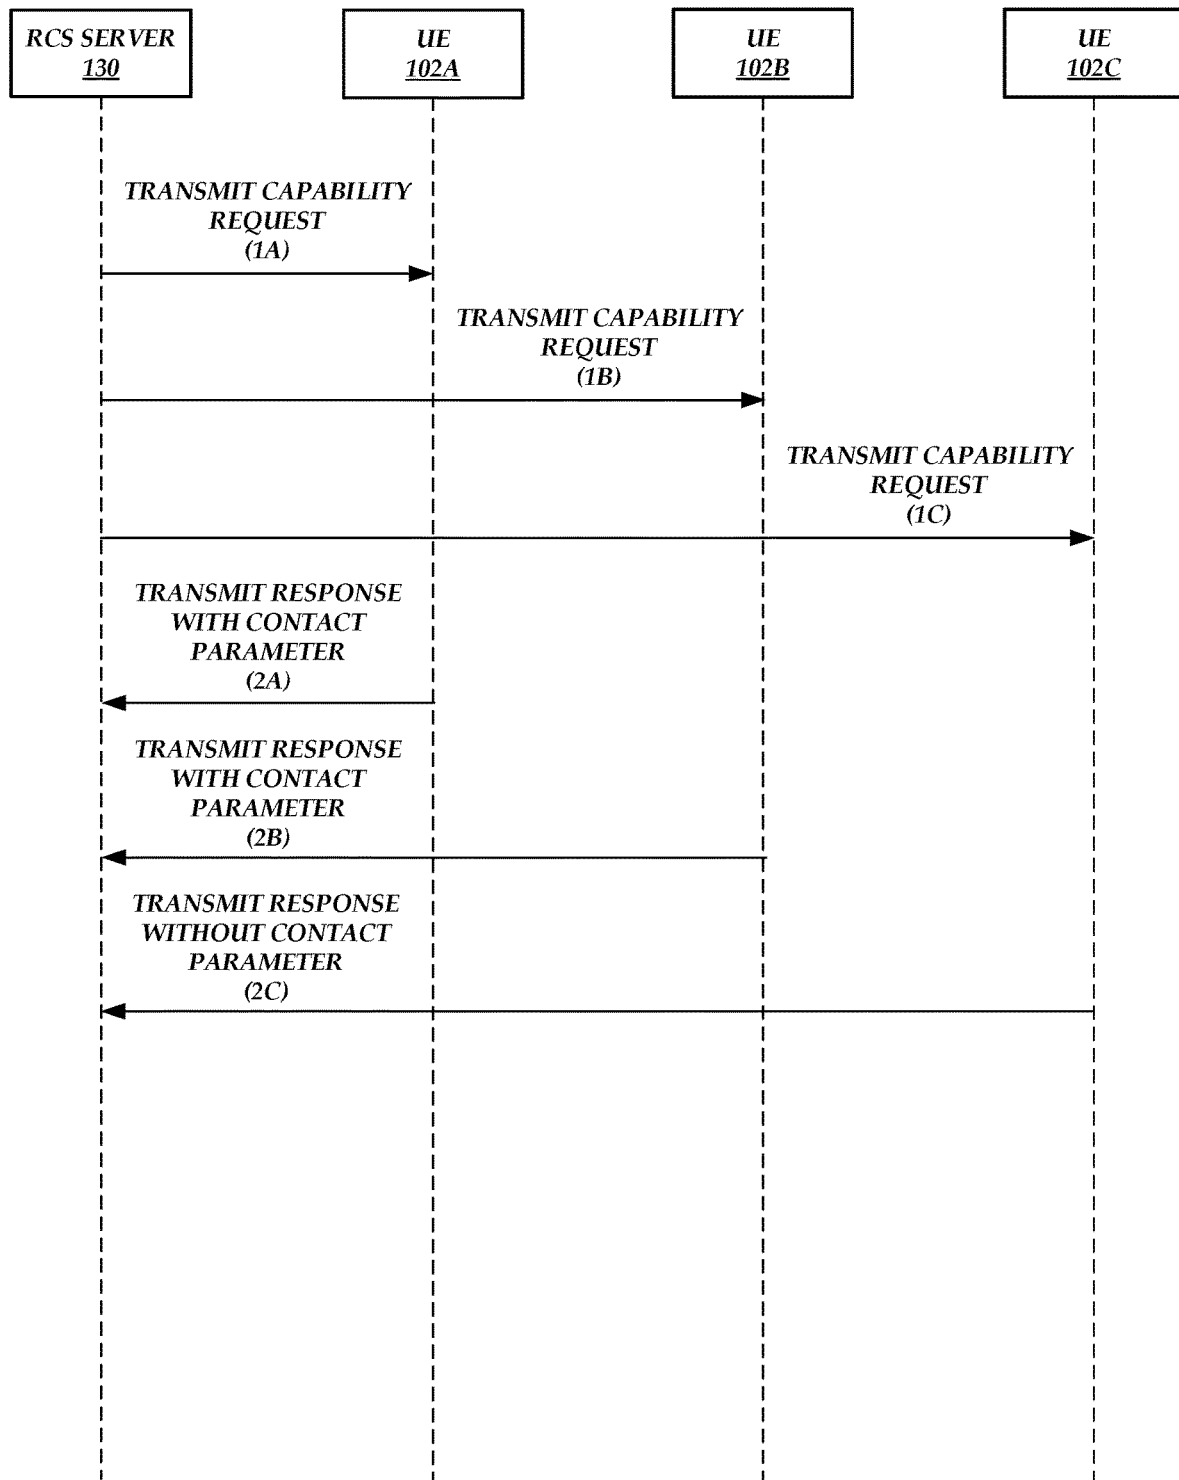 RCS SERVER
130
UE
102A
UE
102B
UE
102C
TRANSMIT CAPABILITY
REQUEST
(1A)
TRANSMIT CAPABILITY
REQUEST
(1B)
TRANSMIT CAPABILITY
REQUEST
(1C)
TRANSMIT RESPONSE
WITH CONTACT
PARAMETER
(2A)
TRANSMIT RESPONSE
WITH CONTACT
PARAMETER
(2B)
TRANSMIT RESPONSE
WITHOUT CONTACT
PARAMETER
(2C)